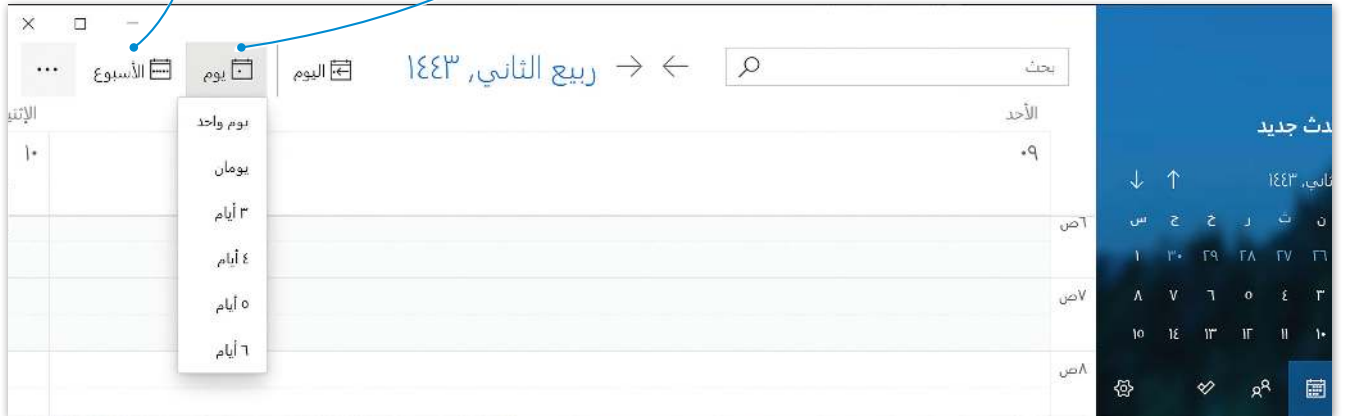 بحث
ربيع الثاني, ١٤٤٣
اليوم
يوم
الأسبوع
يوم واحد
يومان
٣ أيام
٤ أيام
٥ أيام
٦ أيام
الأحد
٠٩
١٠
٦ص
٧ص
٨ص
جديد
١٤٤٣
ن ث ر خ ج س
٢٦ ٢٧ ٢٨ ٢٩ ٣٠ ١
٣ ٤ ٥ ٦ ٧ ٨
١٠ ١١ ١٢ ١٣ ١٤ ١٥